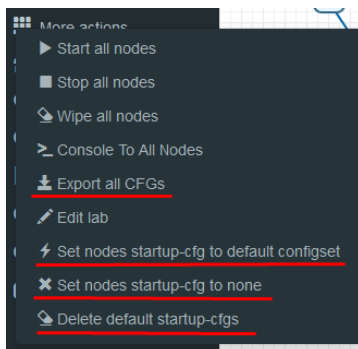 More actions
Start all nodes
Stop all nodes
Wipe all nodes
Console To All Nodes
Export all CFGs
Edit lab
Set nodes startup-cfg to default configset
Set nodes startup-cfg to none
Delete default startup-cfgs